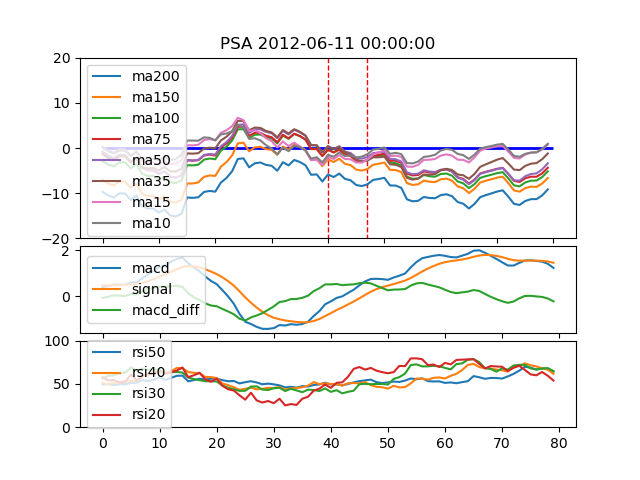 PSA 2012-06-11 00:00:00
20
10
0
−10
−20
ma200
ma150
ma100
ma75
ma50
ma35
ma15
ma10
2
0
macd
signal
macd_diff
100
50
0
rsi50
rsi40
rsi30
rsi20
0 10 20 30 40 50 60 70 80